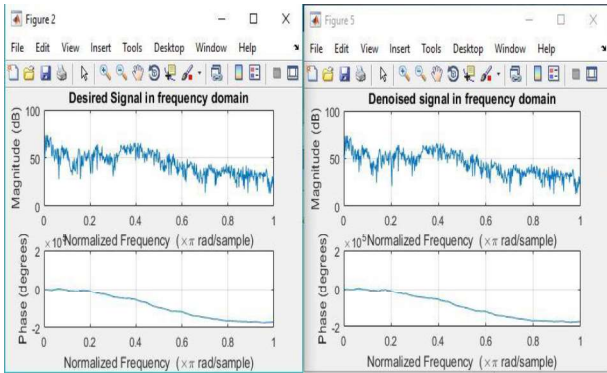 Figure 2
File Edit View Insert Tools Desktop Window Help
Desired Signal in frequency domain
100
50
0
Magnitude (dB)
0 0.2 0.4 0.6 0.8 1
Normalized Frequency (×π rad/sample)
2
0
-2
Phase (degrees)
0 0.2 0.4 0.6 0.8 1
Normalized Frequency (×π rad/sample)
Figure 5
File Edit View Insert Tools Desktop Window Help
Denoised signal in frequency domain
100
50
0
Magnitude (dB)
0 0.2 0.4 0.6 0.8 1
×10⁵Normalized Frequency (×π rad/sample)
2
0
-2
Phase (degrees)
0 0.2 0.4 0.6 0.8 1
Normalized Frequency (×π rad/sample)